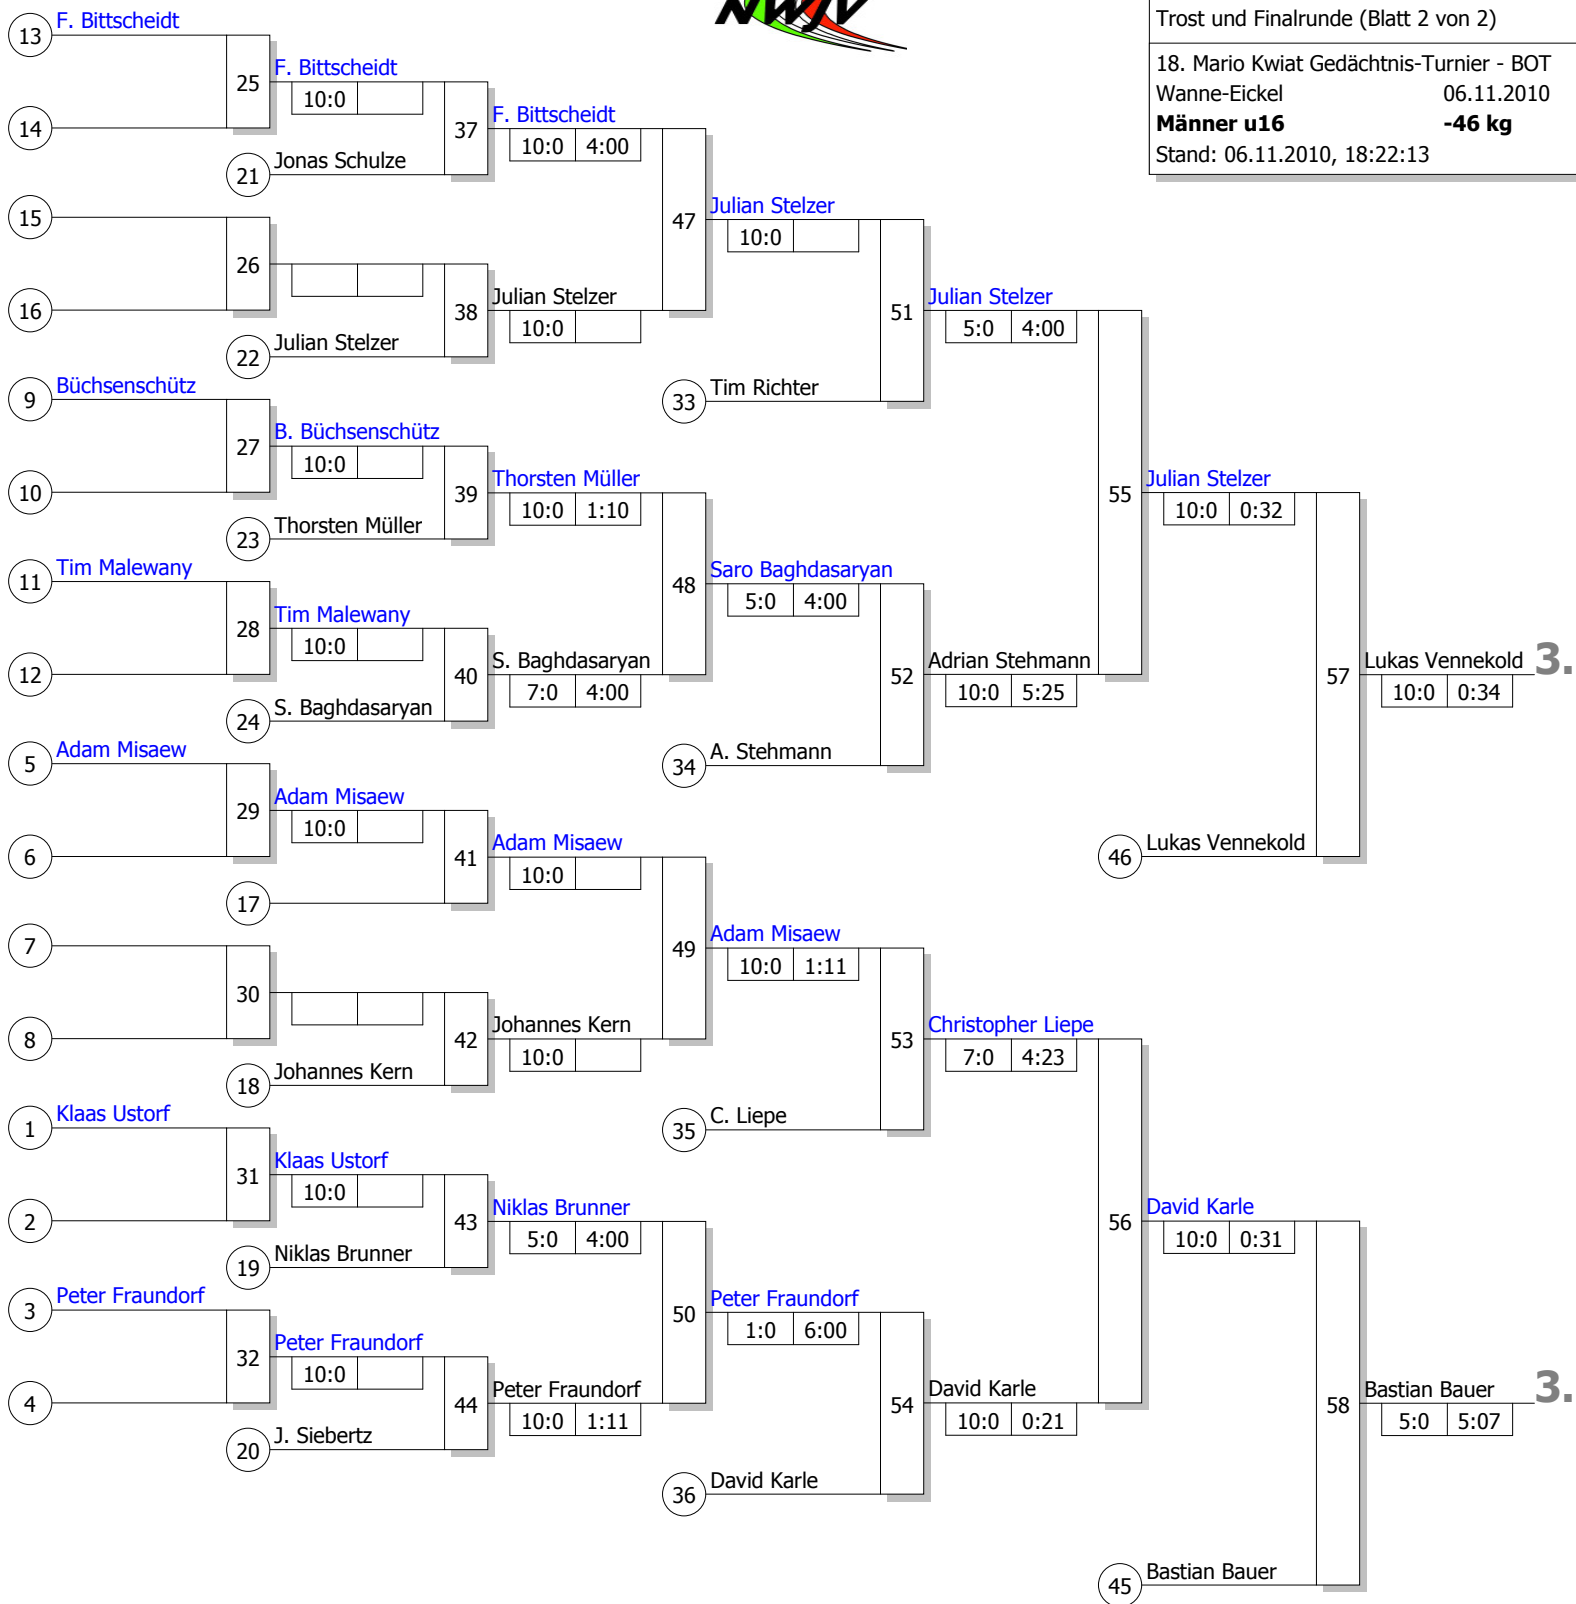 NWJV
Trost und Finalrunde (Blatt 2 von 2)
18. Mario Kwiat Gedächtnis-Turnier - BOT
Wanne-Eickel 06.11.2010
Männer u16 -46 kg
Stand: 06.11.2010, 18:22:13
13 F. Bittscheidt
25 F. Bittscheidt
10:0
14
37 F. Bittscheidt
10:0 4:00
21 Jonas Schulze
15
47 Julian Stelzer
10:0
26
16
38 Julian Stelzer
10:0
22 Julian Stelzer
51 Julian Stelzer
5:0 4:00
33 Tim Richter
9 Büchsenschütz
27 B. Büchsenschütz
10:0
10
39 Thorsten Müller
10:0 1:10
23 Thorsten Müller
55 Julian Stelzer
10:0 0:32
11 Tim Malewany
48 Saro Baghdasaryan
5:0 4:00
28 Tim Malewany
10:0
12
40 S. Baghdasaryan
7:0 4:00
24 S. Baghdasaryan
52 Adrian Stehmann
10:0 5:25
57 Lukas Vennekold 3.
10:0 0:34
34 A. Stehmann
5 Adam Misaew
29 Adam Misaew
10:0
6
41 Adam Misaew
10:0
46 Lukas Vennekold
17
7
49 Adam Misaew
10:0 1:11
30
8
42 Johannes Kern
10:0
18 Johannes Kern
53 Christopher Liepe
7:0 4:23
35 C. Liepe
1 Klaas Ustorf
31 Klaas Ustorf
10:0
2
43 Niklas Brunner
5:0 4:00
19 Niklas Brunner
56 David Karle
10:0 0:31
3 Peter Fraundorf
50 Peter Fraundorf
1:0 6:00
32 Peter Fraundorf
10:0
4
44 Peter Fraundorf
10:0 1:11
20 J. Siebertz
54 David Karle
10:0 0:21
58 Bastian Bauer 3.
5:0 5:07
36 David Karle
45 Bastian Bauer